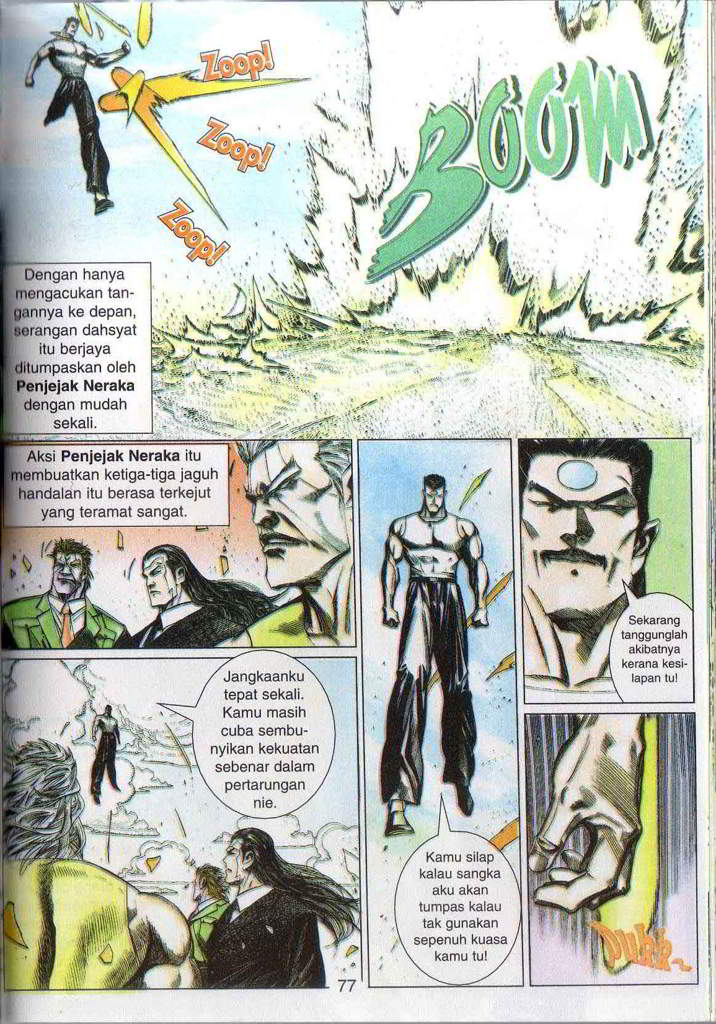 Zoop!
Zoop!
Zoop!
BOOM
Dengan hanya
mengacukan tan-
gannya ke depan,
serangan dahsyat
itu berjaya
ditumpaskan oleh
Penjejak Neraka
dengan mudah
sekali.
Aksi Penjejak Neraka itu
membuatkan ketiga-tiga jaguh
handalan itu berasa terkejut
yang teramat sangat.
Jangkaanku
tepat sekali.
Kamu masih
cuba sembu-
nyikan kekuatan
sebenar dalam
pertarungan
nie.
Kamu silap
kalau sangka
aku akan
tumpas kalau
tak gunakan
sepenuh kuasa
kamu tu!
Sekarang
tanggunglah
akibatnya
kerana kesi-
lapan tu!
77